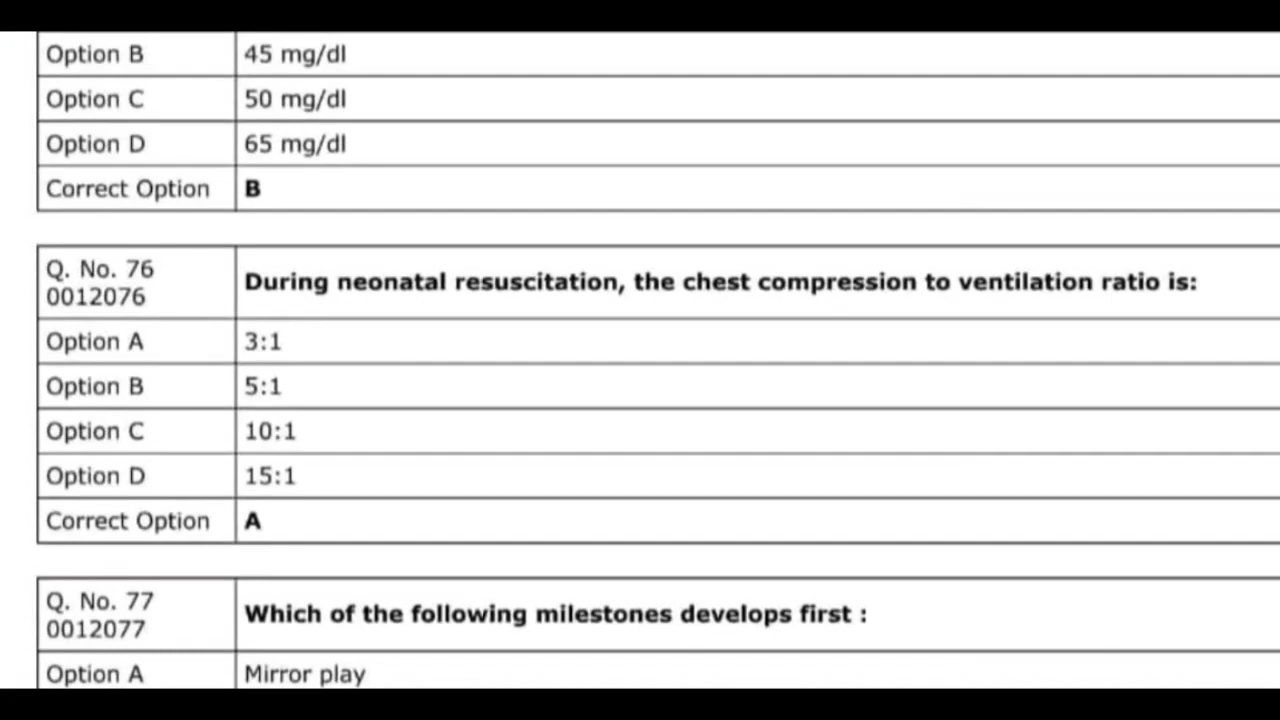 Option B 45 mg/dl
Option C 50 mg/dl
Option D 65 mg/dl
Correct Option B
Q. No. 76
0012076
During neonatal resuscitation, the chest compression to ventilation ratio is:
Option A 3:1
Option B 5:1
Option C 10:1
Option D 15:1
Correct Option A
Q. No. 77
0012077
Which of the following milestones develops first :
Option A Mirror play